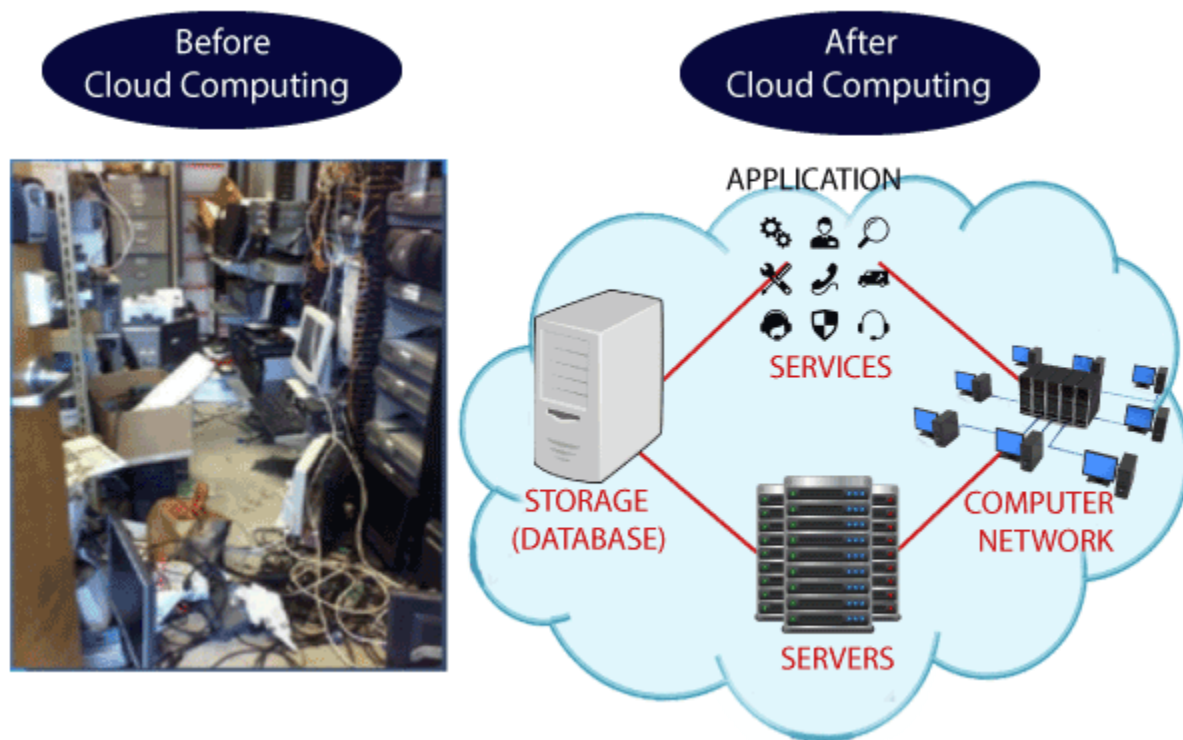 Before
Cloud Computing
After
Cloud Computing
APPLICATION
SERVICES
STORAGE
(DATABASE)
COMPUTER
NETWORK
SERVERS